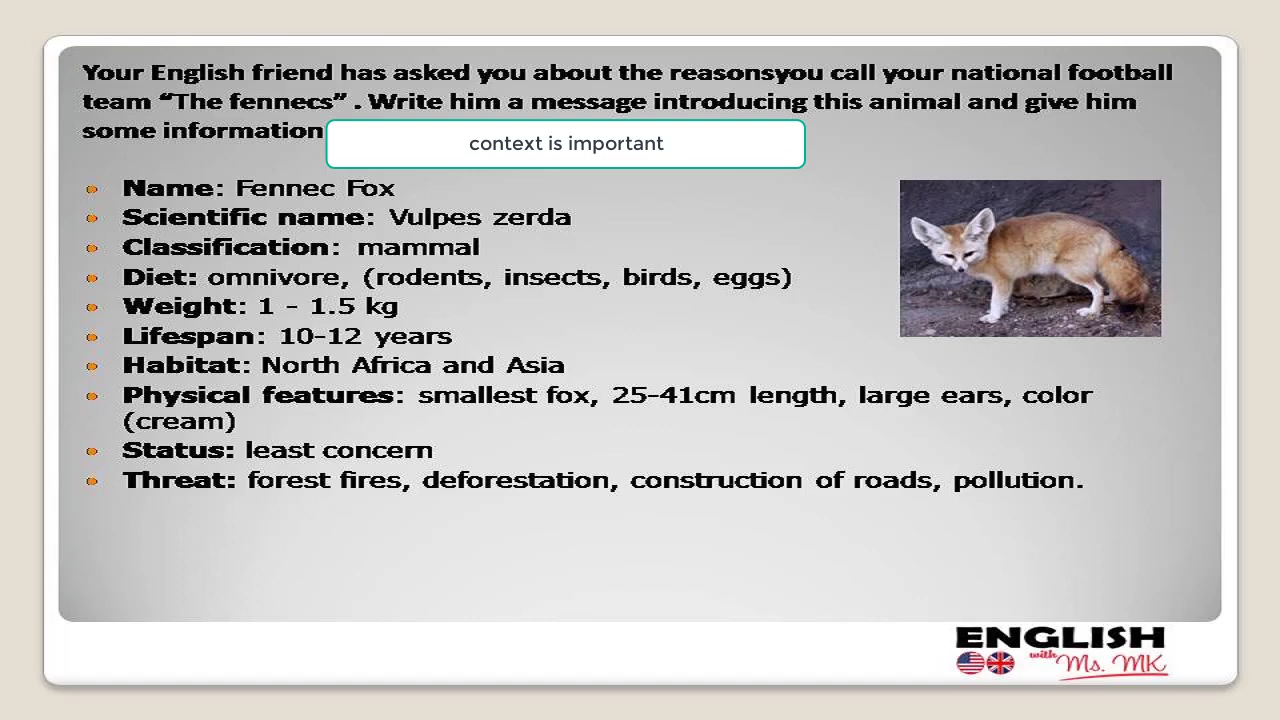 Your English friend has asked you about the reasonsyou call your national football
team “The fennecs” . Write him a message introducing this animal and give him
some information
context is important
• Name: Fennec Fox
• Scientific name: Vulpes zerda
• Classification: mammal
• Diet: omnivore, (rodents, insects, birds, eggs)
• Weight: 1 - 1.5 kg
• Lifespan: 10-12 years
• Habitat: North Africa and Asia
• Physical features: smallest fox, 25-41cm length, large ears, color
(cream)
• Status: least concern
• Threat: forest fires, deforestation, construction of roads, pollution.
ENGLISH
with Ms. MK